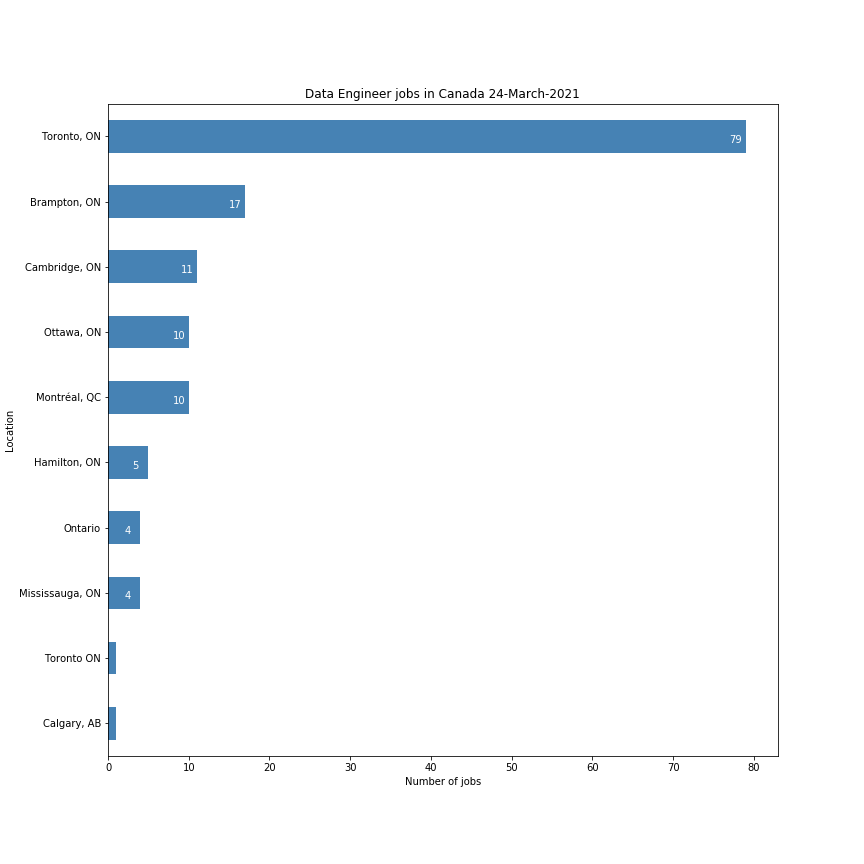 Data Engineer jobs in Canada 24-March-2021
Toronto, ON
79
Brampton, ON
17
Cambridge, ON
11
Ottawa, ON
10
Montréal, QC
10
Location
Hamilton, ON
5
Ontario
4
Mississauga, ON
4
Toronto ON
Calgary, AB
0 10 20 30 40 50 60 70 80
Number of jobs